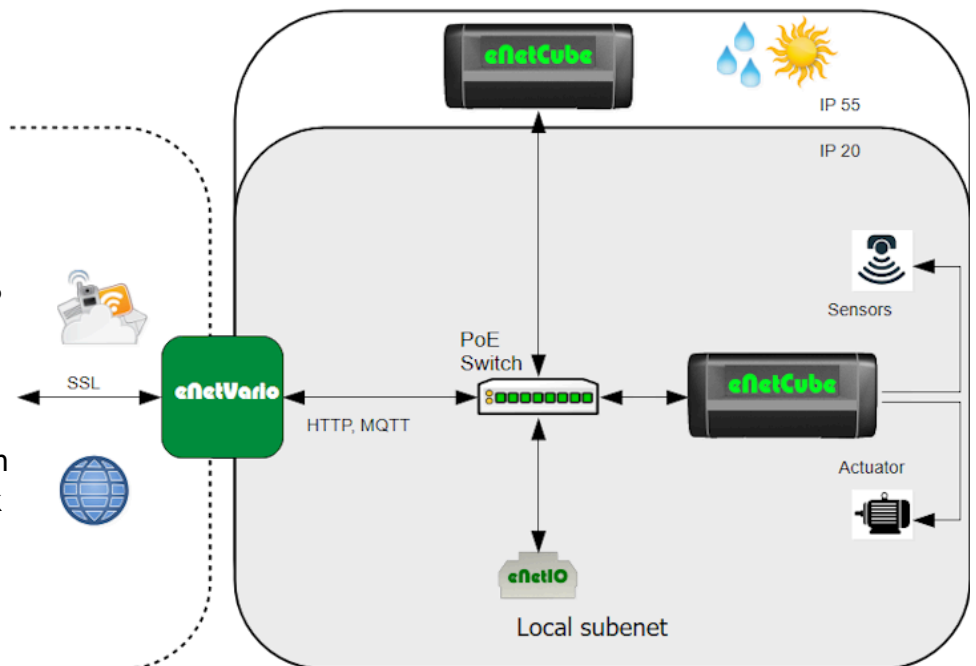 eNetCube
IP 55
IP 20
Sensors
PoE
Switch
SSL
eNetVario
HTTP, MQTT
eNetCube
Actuator
eNetIO
Local subenet